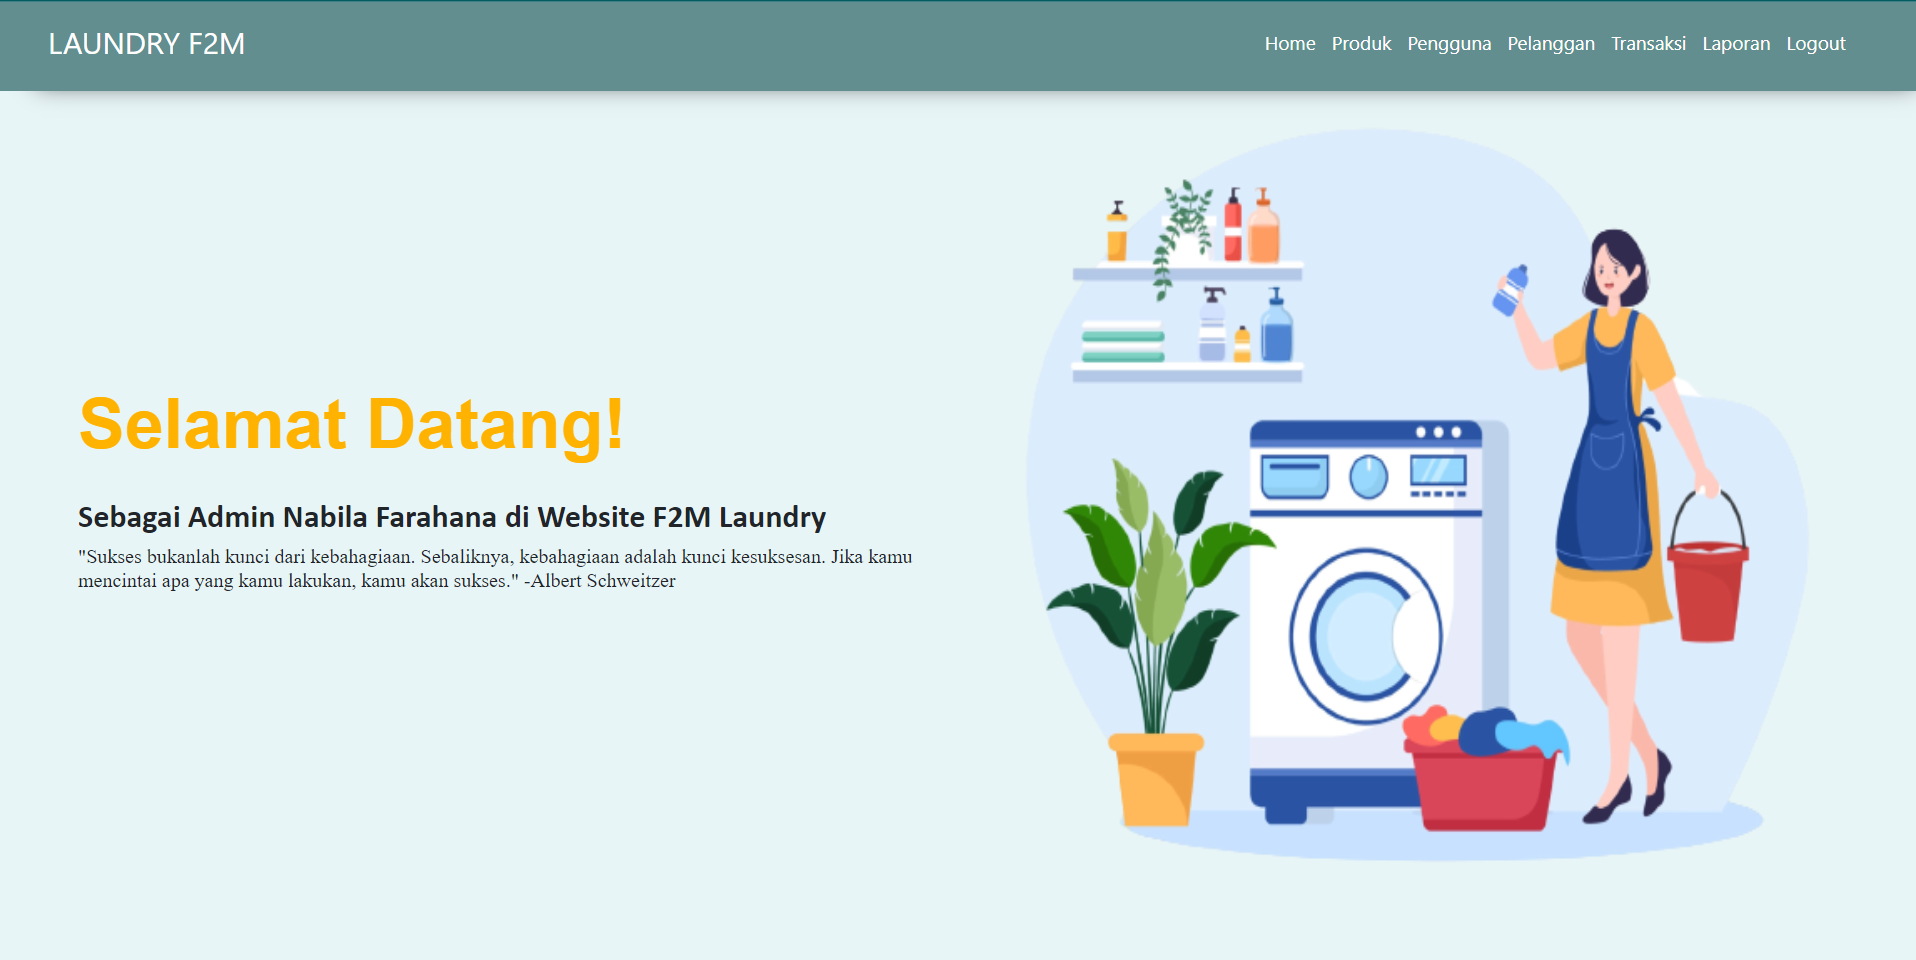 LAUNDRY F2M
Home Produk Pengguna Pelanggan Transaksi Laporan Logout
Selamat Datang!
Sebagai Admin Nabila Farahana di Website F2M Laundry
"Sukses bukanlah kunci dari kebahagiaan. Sebaliknya, kebahagiaan adalah kunci kesuksesan. Jika kamu
mencintai apa yang kamu lakukan, kamu akan sukses." -Albert Schweitzer